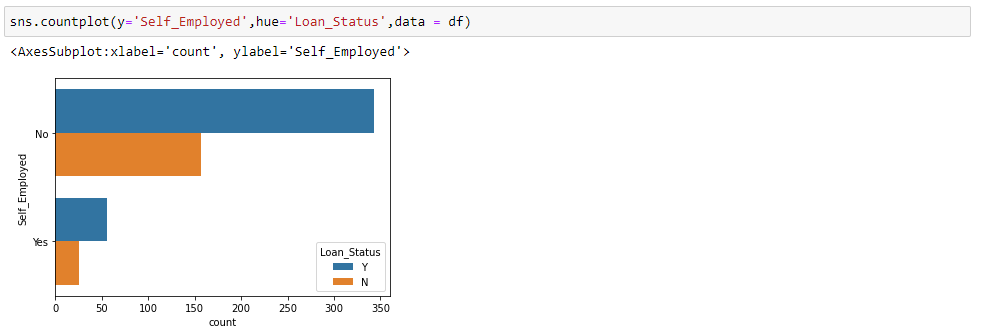 sns.countplot(y='Self_Employed',hue='Loan_Status',data = df)
<AxesSubplot:xlabel='count', ylabel='Self_Employed'>
No
Yes
Self_Employed
Loan_Status
Y
N
0 50 100 150 200 250 300 350
count